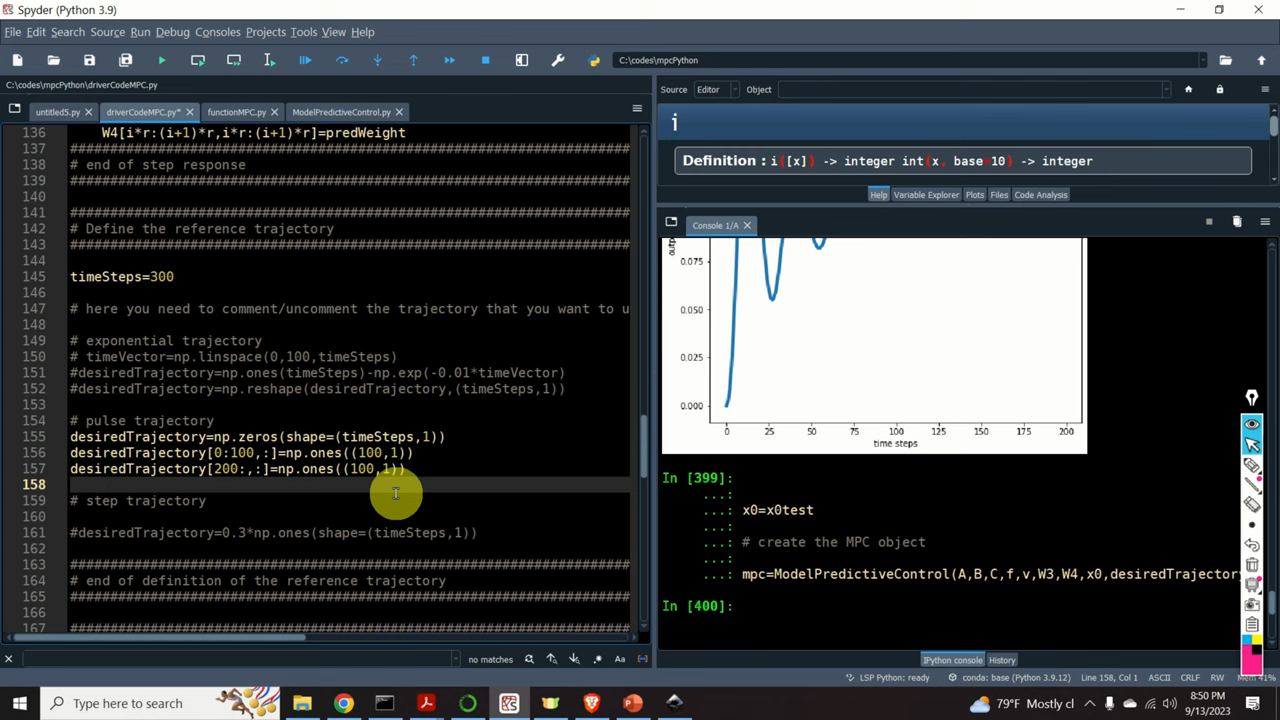 Spyder (Python 3.9)
File Edit Search Source Run Debug Consoles Projects Tools View Help
C:\codes\mpcPython
C:\codes\mpcPython\driverCodeMPC.py
untitled5.py driverCodeMPC.py* functionMPC.py ModelPredictiveControl.py
136 W4[i*r:(i+1)*r,i*r:(i+1)*r]=predWeight
137 ######################################################################
138 # end of step response
139 ######################################################################
140
141 ######################################################################
142 # Define the reference trajectory
143 ######################################################################
144
145 timeSteps=300
146
147 # here you need to comment/uncomment the trajectory that you want to u
148
149 # exponential trajectory
150 # timeVector=np.linspace(0,100,timeSteps)
151 #desiredTrajectory=np.ones(timeSteps)-np.exp(-0.01*timeVector)
152 #desiredTrajectory=np.reshape(desiredTrajectory,(timeSteps,1))
153
154 # pulse trajectory
155 desiredTrajectory=np.zeros(shape=(timeSteps,1))
156 desiredTrajectory[0:100,:]=np.ones((100,1))
157 desiredTrajectory[200:,:]=np.ones((100,1))
158
159 # step trajectory
160
161 #desiredTrajectory=0.3*np.ones(shape=(timeSteps,1))
162
163 ######################################################################
164 # end of definition of the reference trajectory
165 ######################################################################
166
167 ######################################################################
no matches Aa
Source Editor Object
i
Definition : i([x]) -> integer int(x, base=10) -> integer
Help Variable Explorer Plots Files Code Analysis
Console 1/A
outp
0.075
0.050
0.025
0.000
0 25 50 75 100 125 150 175 200
time steps
In [399]:
...:
...: x0=x0test
...:
...: # create the MPC object
...:
...: mpc=ModelPredictiveControl(A,B,C,f,v,W3,W4,x0,desiredTrajectory
In [400]:
IPython console History
LSP Python: ready conda: base (Python 3.9.12) Line 158, Col 1 ASCII CRLF RW Mem 41%
Type here to search
79°F Mostly cl
8:50 PM
9/13/2023